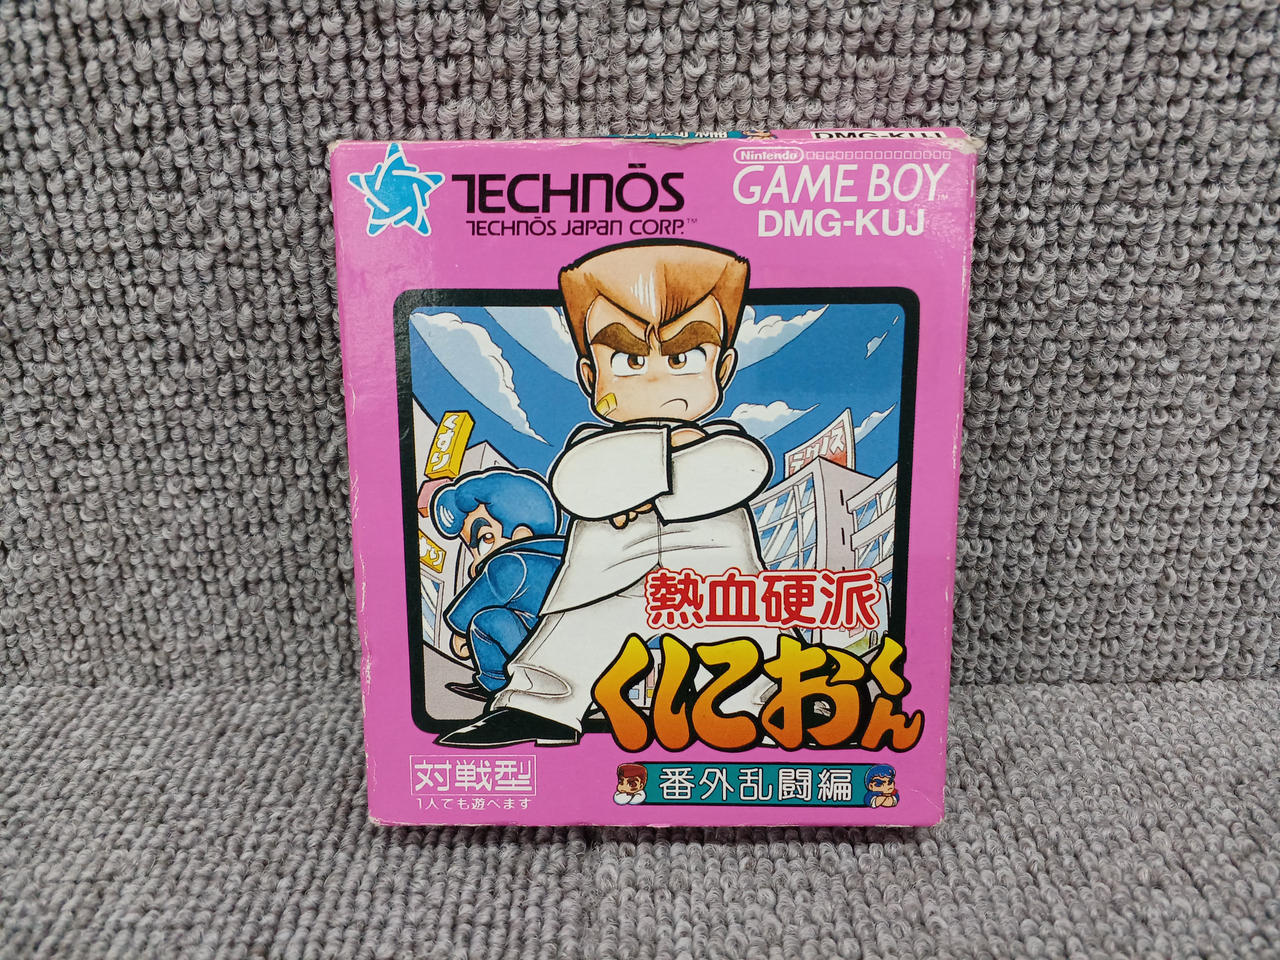 DMG-KUJ
TECHNŌS
TECHNŌS JAPAN CORP.™
Nintendo
GAME BOY™
DMG-KUJ
くすり
熱血硬派
くにおくん
番外乱闘編
対戦型
1人でも遊べます